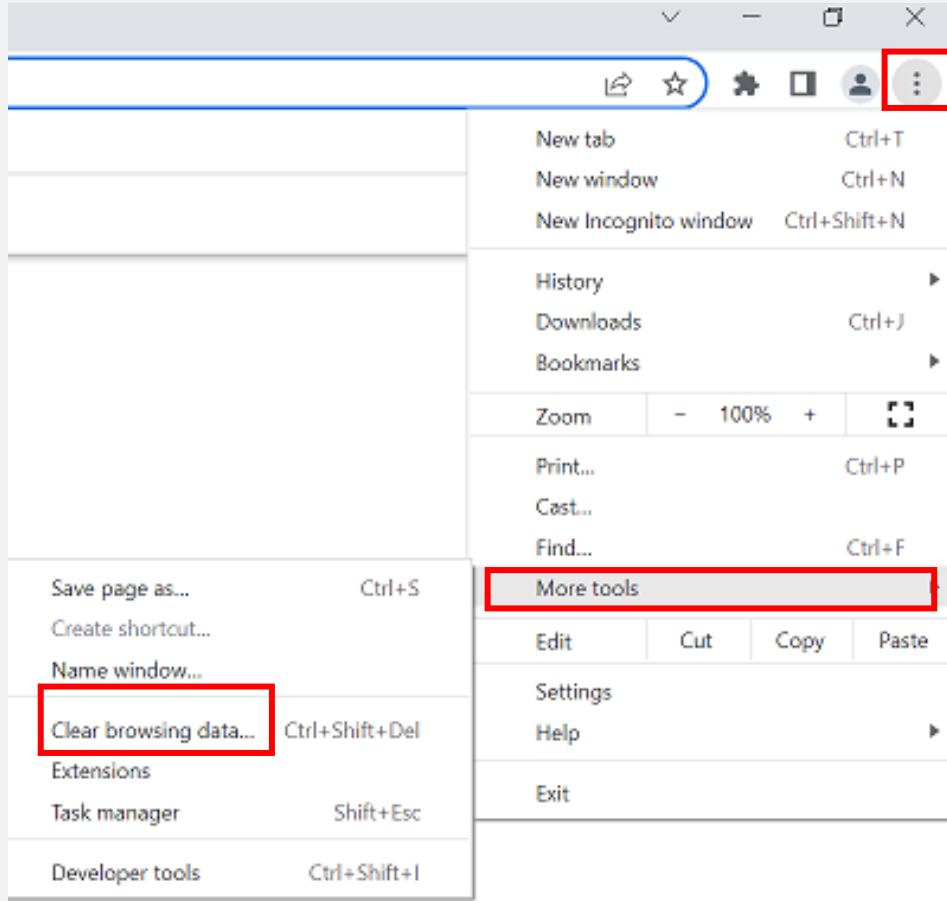 New tab Ctrl+T
New window Ctrl+N
New Incognito window Ctrl+Shift+N
History
Downloads Ctrl+J
Bookmarks
Zoom - 100% +
Print... Ctrl+P
Cast...
Find... Ctrl+F
More tools
Edit Cut Copy Paste
Settings
Help
Exit
Save page as... Ctrl+S
Create shortcut...
Name window...
Clear browsing data... Ctrl+Shift+Del
Extensions
Task manager Shift+Esc
Developer tools Ctrl+Shift+I